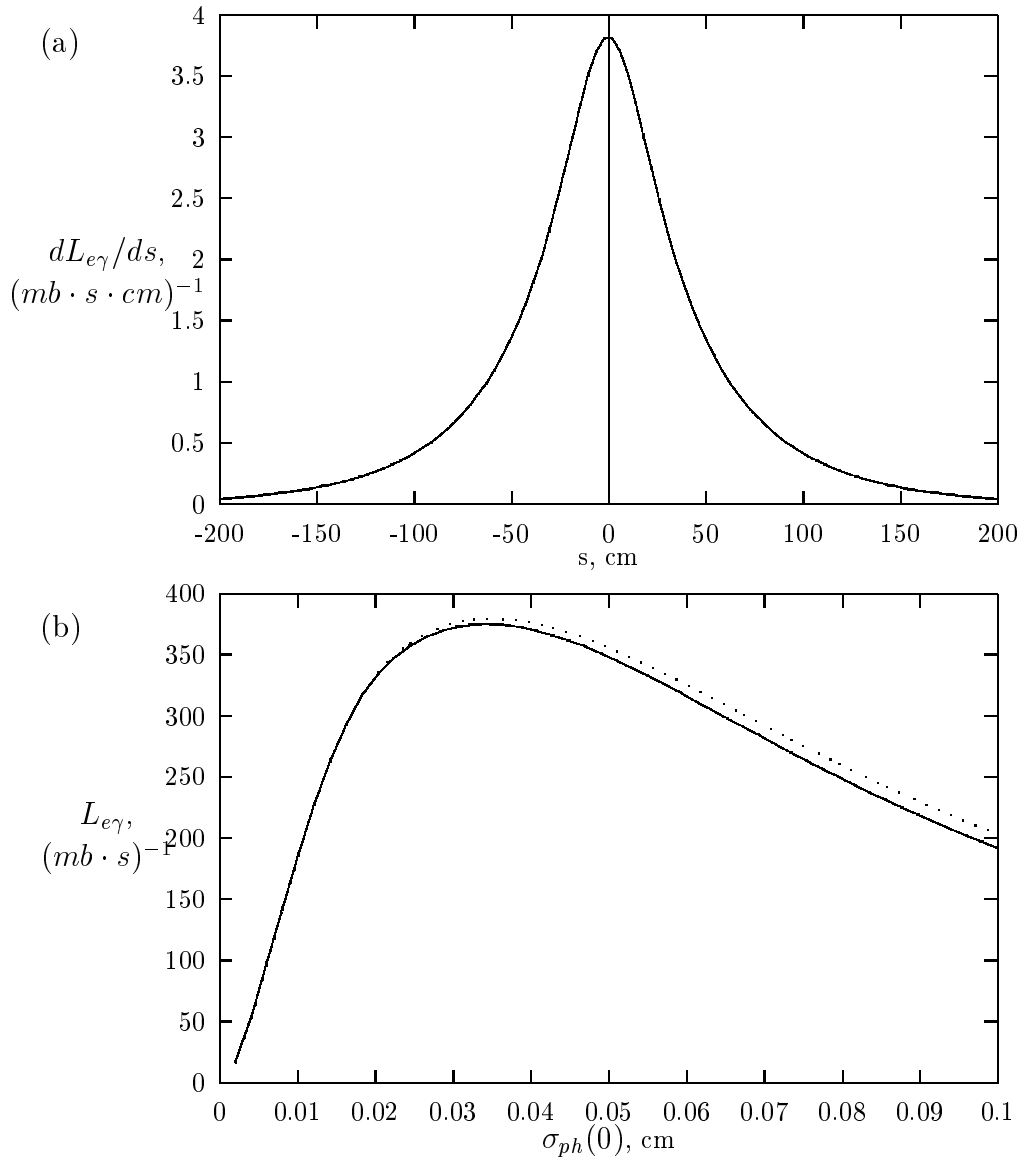 (a)
4
3.5
3
2.5
2
1.5
1
0.5
0
dL_{eγ}/ds,
(mb · s · cm)^{−1}
-200 -150 -100 -50 0 50 100 150 200
s, cm
(b)
400
350
300
250
200
150
100
50
0
L_{eγ},
(mb · s)^{−1}
0 0.01 0.02 0.03 0.04 0.05 0.06 0.07 0.08 0.09 0.1
σ_{ph}(0), cm